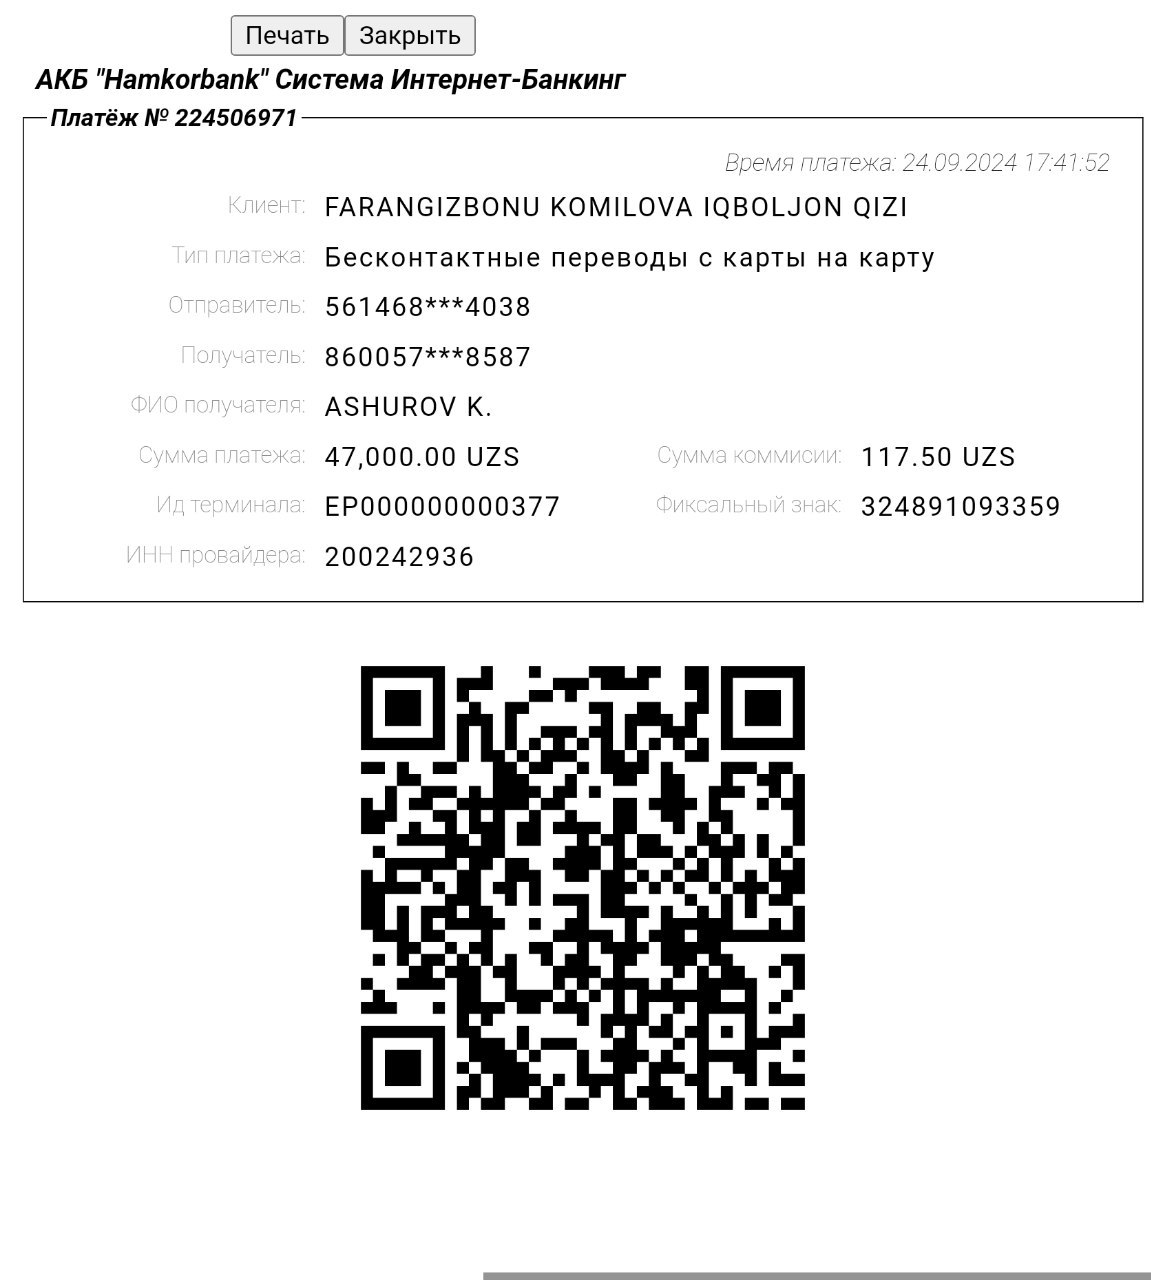 Печать Закрыть
АКБ "Hamkorbank" Система Интернет-Банкинг
Платёж № 224506971
Время платежа: 24.09.2024 17:41:52
Клиент: FARANGIZBONU KOMILOVA IQBOLJON QIZI
Тип платежа: Бесконтактные переводы с карты на карту
Отправитель: 561468***4038
Получатель: 860057***8587
ФИО получателя: ASHUROV K.
Сумма платежа: 47,000.00 UZS Сумма коммисии: 117.50 UZS
Ид терминала: EP000000000377 Фиксальный знак: 324891093359
ИНН провайдера: 200242936